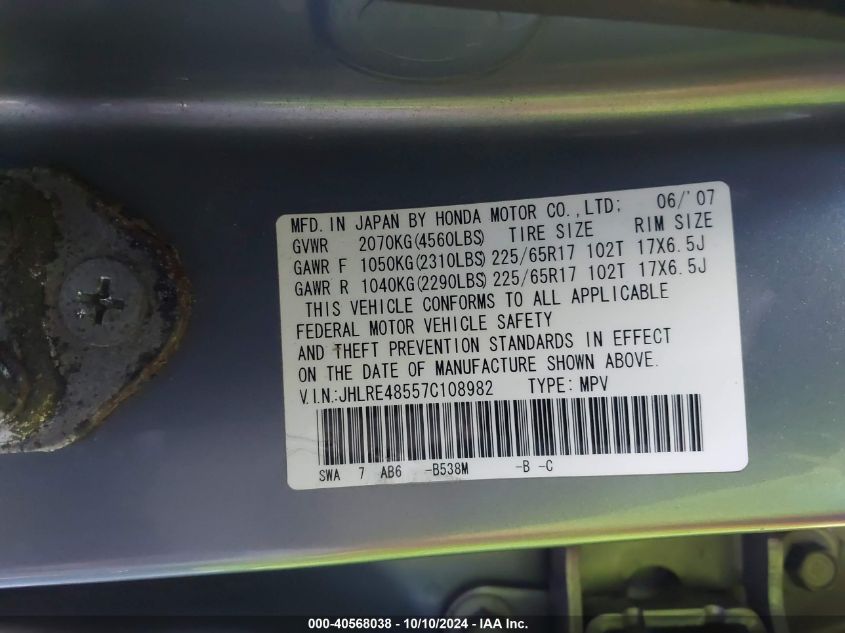 MFD. IN JAPAN BY HONDA MOTOR CO.,LTD; 06/'07
GVWR 2070KG(4560LBS) TIRE SIZE RIM SIZE
GAWR F 1050KG(2310LBS) 225/65R17 102T 17X6.5J
GAWR R 1040KG(2290LBS) 225/65R17 102T 17X6.5J
THIS VEHICLE CONFORMS TO ALL APPLICABLE
FEDERAL MOTOR VEHICLE SAFETY
AND THEFT PREVENTION STANDARDS IN EFFECT
ON THE DATE OF MANUFACTURE SHOWN ABOVE.
V.I.N.:JHLRE48557C108982 TYPE: MPV
SWA 7 AB6 -B538M -B -C
000-40568038 - 10/10/2024 - IAA Inc.